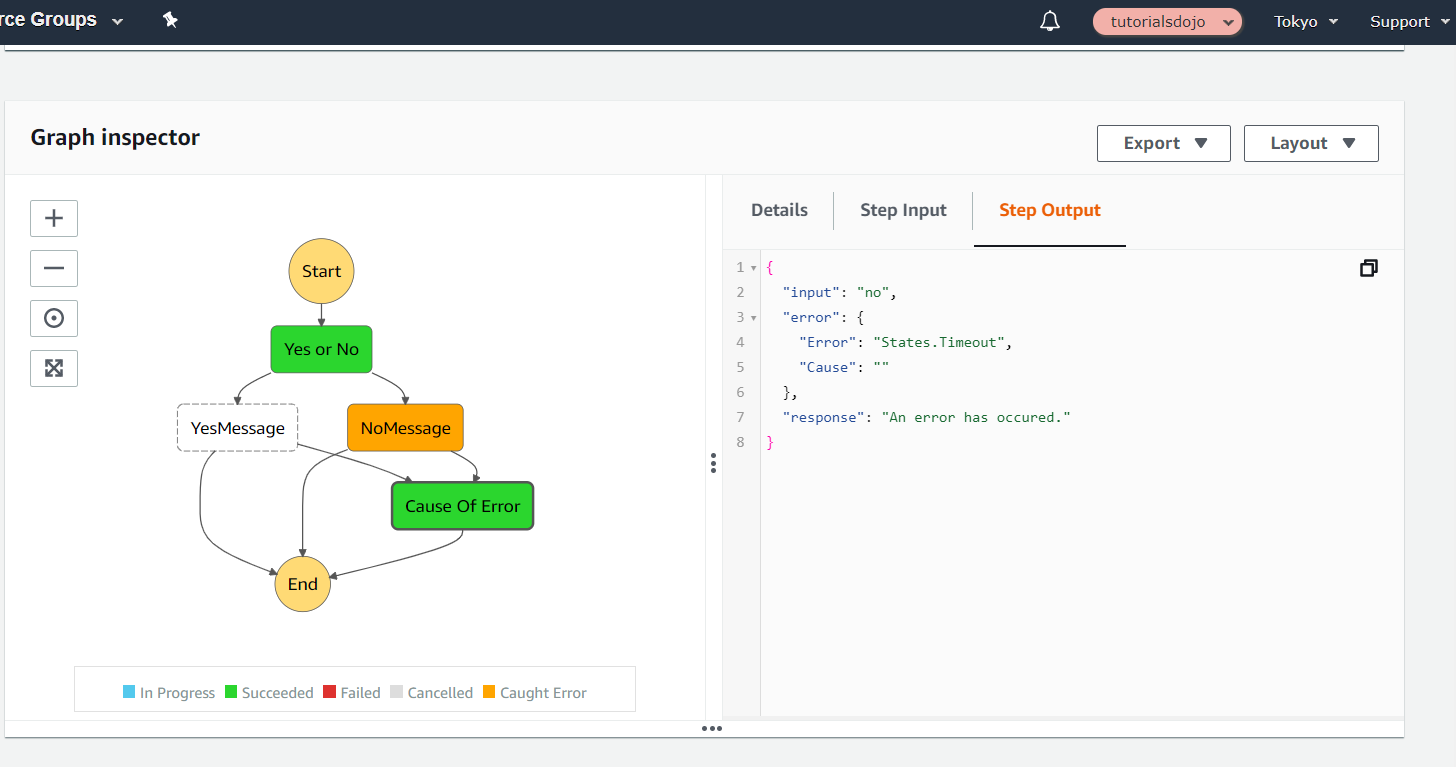 rce Groups
tutorialsdojo
Tokyo
Support
Graph inspector
Export
Layout
Details
Step Input
Step Output
Start
Yes or No
YesMessage
NoMessage
Cause Of Error
End
In Progress
Succeeded
Failed
Cancelled
Caught Error
1 {
2 "input": "no",
3 "error": {
4 "Error": "States.Timeout",
5 "Cause": ""
6 },
7 "response": "An error has occured."
8 }